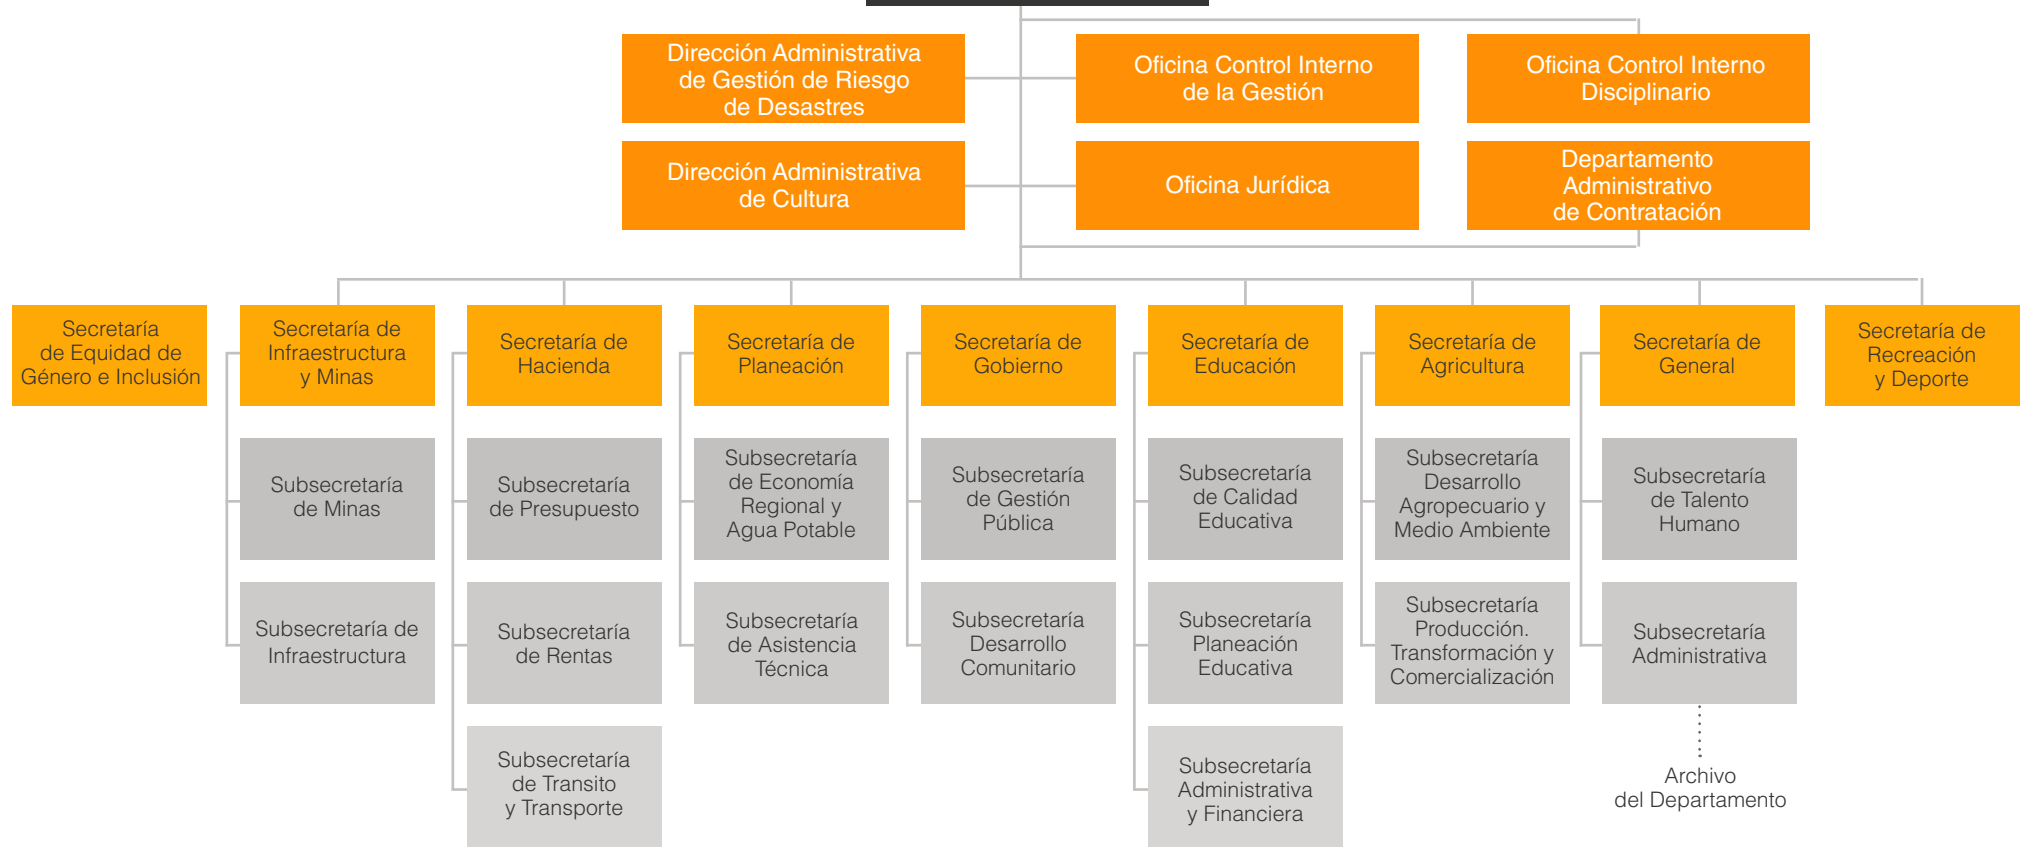 Dirección Administrativa
de Gestión de Riesgo
de Desastres
Oficina Control Interno
de la Gestión
Oficina Control Interno
Disciplinario
Dirección Administrativa
de Cultura
Oficina Jurídica
Departamento
Administrativo
de Contratación
Secretaría
de Equidad de
Género e Inclusión
Secretaría de
Infraestructura
y Minas
Secretaría de
Hacienda
Secretaría de
Planeación
Secretaría de
Gobierno
Secretaría de
Educación
Secretaría de
Agricultura
Secretaría de
General
Secretaría de
Recreación
y Deporte
Subsecretaría
de Minas
Subsecretaría
de Presupuesto
Subsecretaría
de Economía
Regional y
Agua Potable
Subsecretaría
de Gestión
Pública
Subsecretaría
de Calidad
Educativa
Subsecretaría
Desarrollo
Agropecuario y
Medio Ambiente
Subsecretaría
de Talento
Humano
Subsecretaría de
Infraestructura
Subsecretaría
de Rentas
Subsecretaría
de Asistencia
Técnica
Subsecretaría
Desarrollo
Comunitario
Subsecretaría
Planeación
Educativa
Subsecretaría
Producción.
Transformación y
Comercialización
Subsecretaría
Administrativa
Subsecretaría
de Transito
y Transporte
Subsecretaría
Administrativa
y Financiera
Archivo
del Departamento